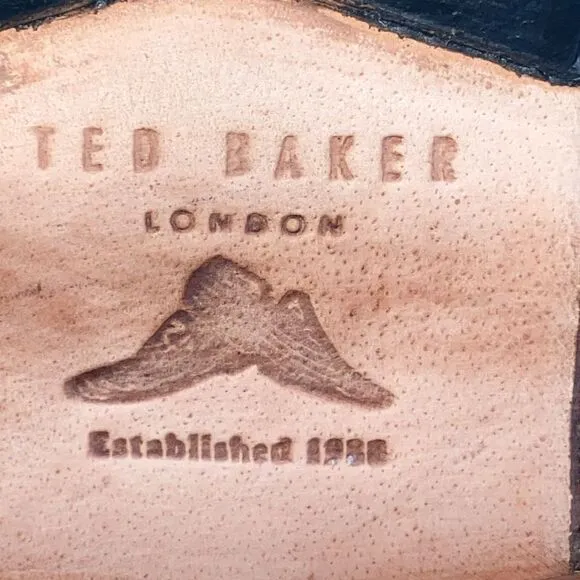 TED BAKER
LONDON
Established 1988